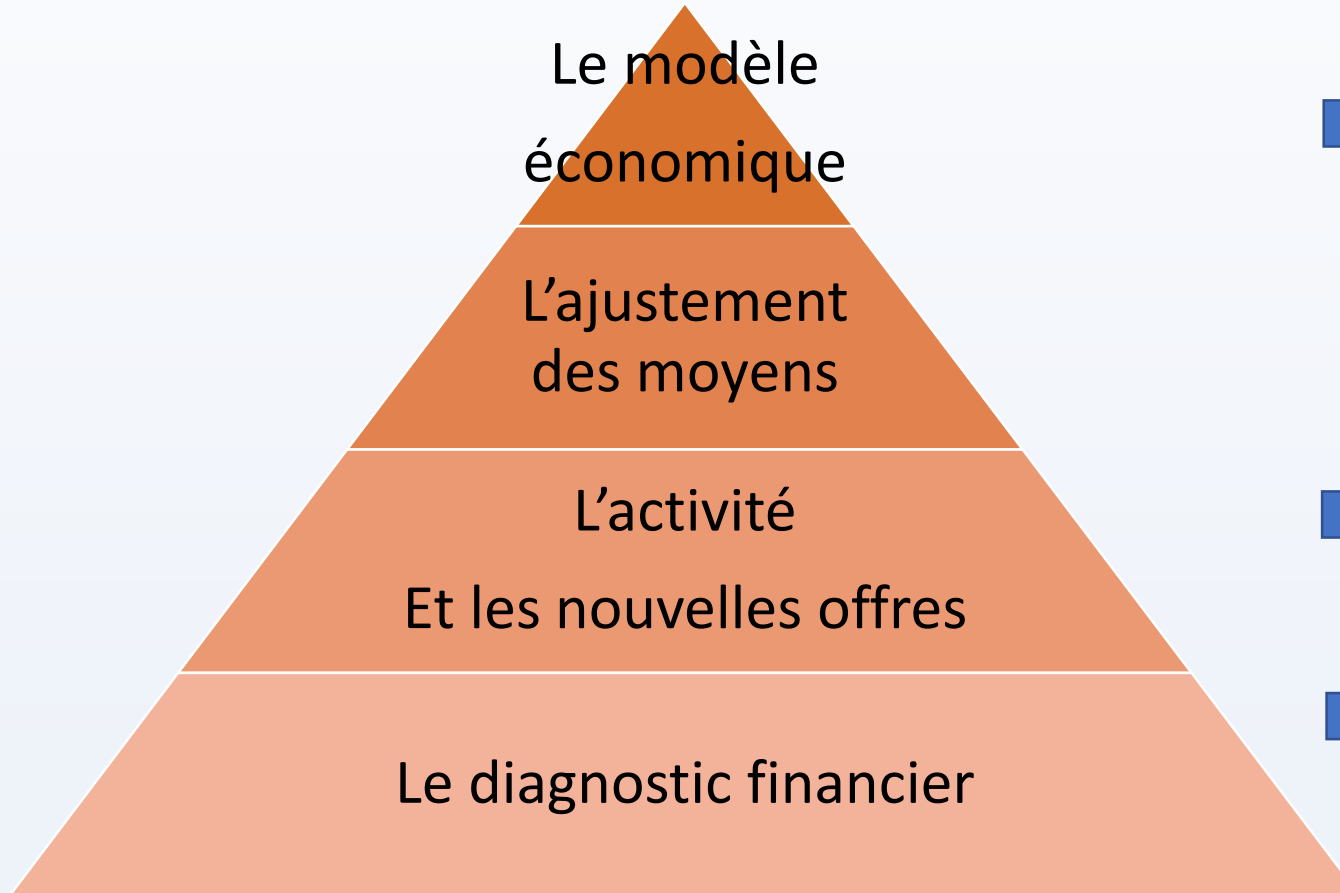 Le modèle
économique
L’ajustement
des moyens
L’activité
Et les nouvelles offres
Le diagnostic financier